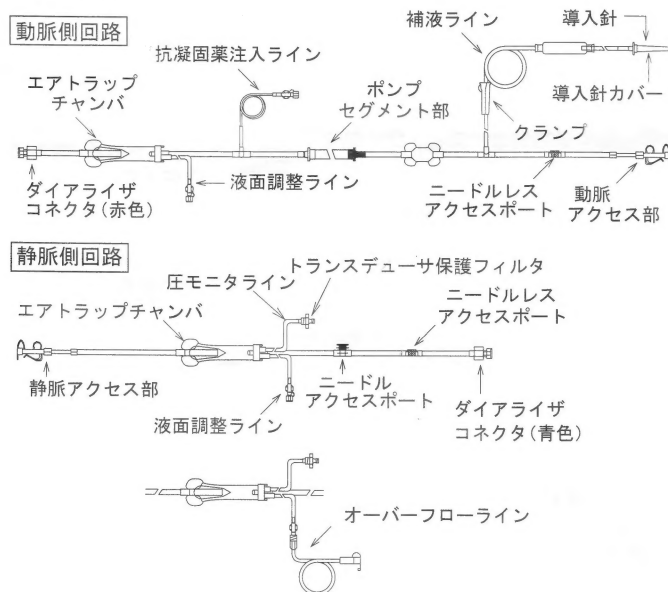 動脈側回路
補液ライン
導入針
抗凝固薬注入ライン
エアトラップ
チャンバ
ポンプ
セグメント部
導入針カバー
クランプ
ダイアライザ
コネクタ(赤色)
液面調整ライン
ニードルレス
アクセスポート
動脈
アクセス部
静脈側回路
トランスデューサ保護フィルタ
圧モニタライン
エアトラップチャンバ
ニードルレス
アクセスポート
静脈アクセス部
液面調整ライン
ニードル
アクセスポート
ダイアライザ
コネクタ(青色)
オーバーフローライン